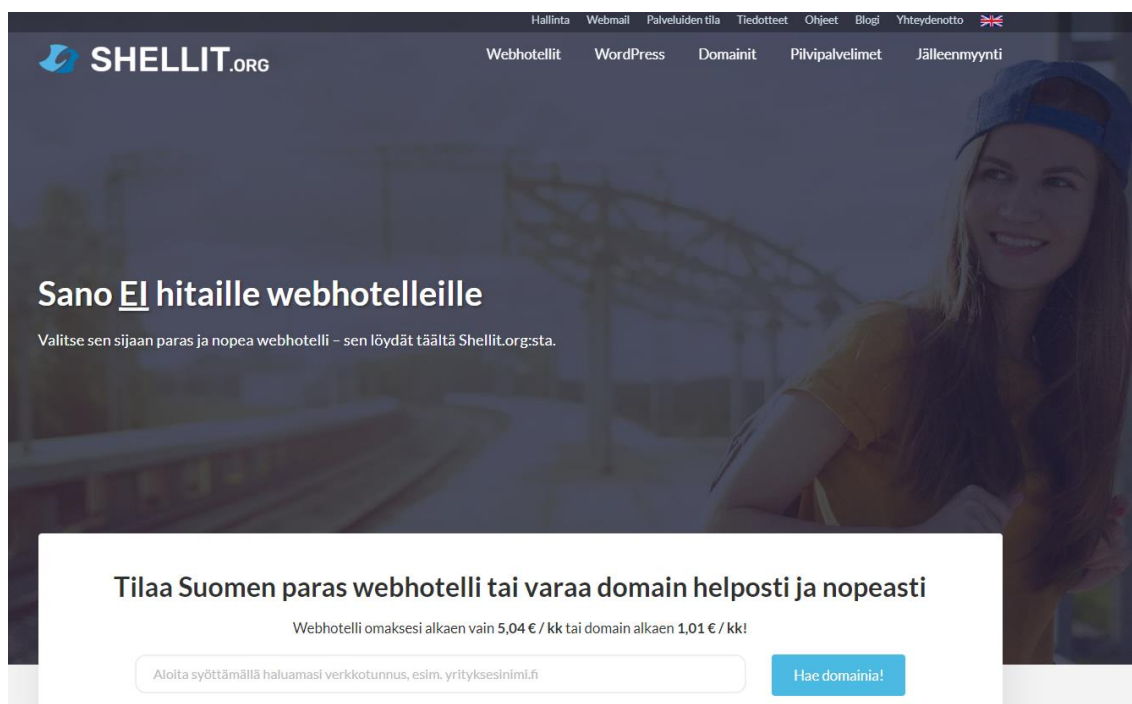 Hallinta Webmail Palveluiden tila Tiedotteet Ohjeet Blogi Yhteydenotto
SHELLIT.ORG
Webhotellit WordPress Domainit Pilvipalvelimet Jälleenmyynti
Sano EI hitaille webhotelleille
Valitse sen sijaan paras ja nopea webhotelli – sen löydät täältä Shellit.org:sta.
Tilaa Suomen paras webhotelli tai varaa domain helposti ja nopeasti
Webhotelli omaksesi alkaen vain 5,04 € / kk tai domain alkaen 1,01 € / kk!
Aloita syöttämällä haluamasi verkkotunnus, esim. yrityksesinimi.fi
Hae domainia!